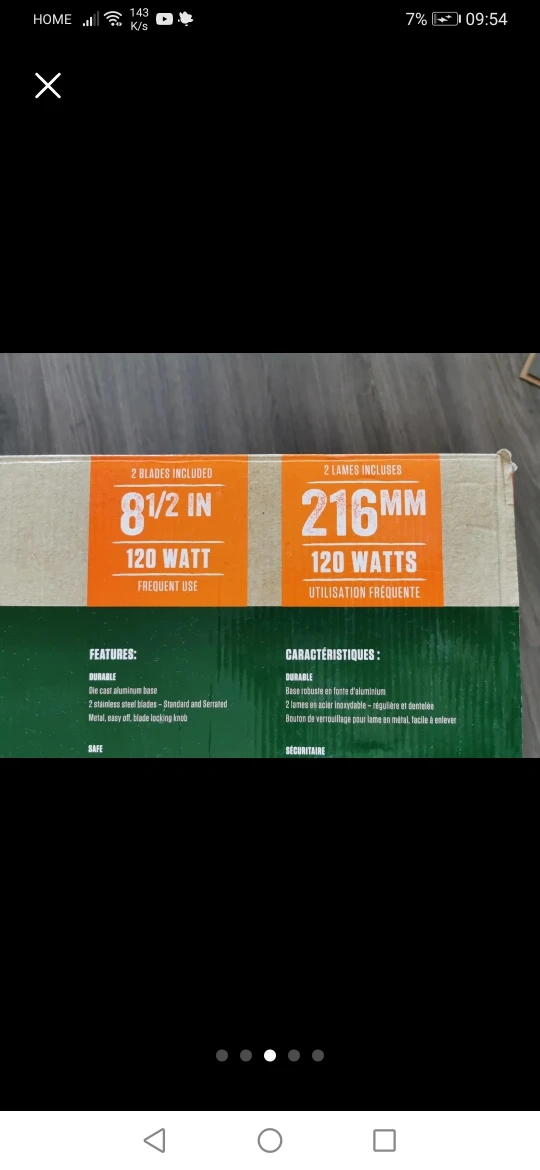 HOME 143 K/s 7% 09:54
2 BLADES INCLUDED
8 1/2 IN
120 WATT
FREQUENT USE
2 LAMES INCLUSES
216MM
120 WATTS
UTILISATION FRÉQUENTE
FEATURES:
DURABLE
Die cast aluminum base
2 stainless steel blades – Standard and Serrated
Metal, easy off, blade locking knob
SAFE
CARACTÉRISTIQUES :
DURABLE
Base robuste en fonte d'aluminium
2 lames en acier inoxydable – régulière et dentelée
Bouton de verrouillage pour lame en métal, facile à enlever
SÉCURITAIRE